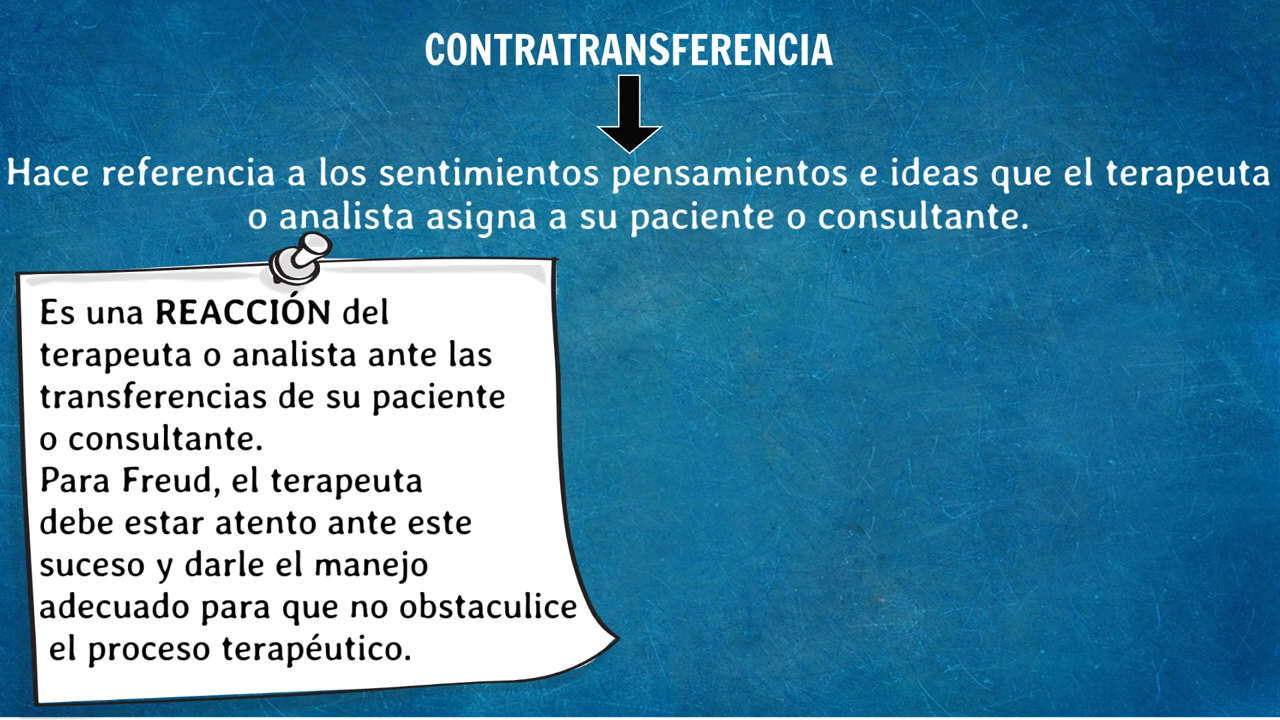 CONTRATRANSFERENCIA
Hace referencia a los sentimientos pensamientos e ideas que el terapeuta
o analista asigna a su paciente o consultante.
Es una REACCIÓN del
terapeuta o analista ante las
transferencias de su paciente
o consultante.
Para Freud, el terapeuta
debe estar atento ante este
suceso y darle el manejo
adecuado para que no obstaculice
el proceso terapéutico.